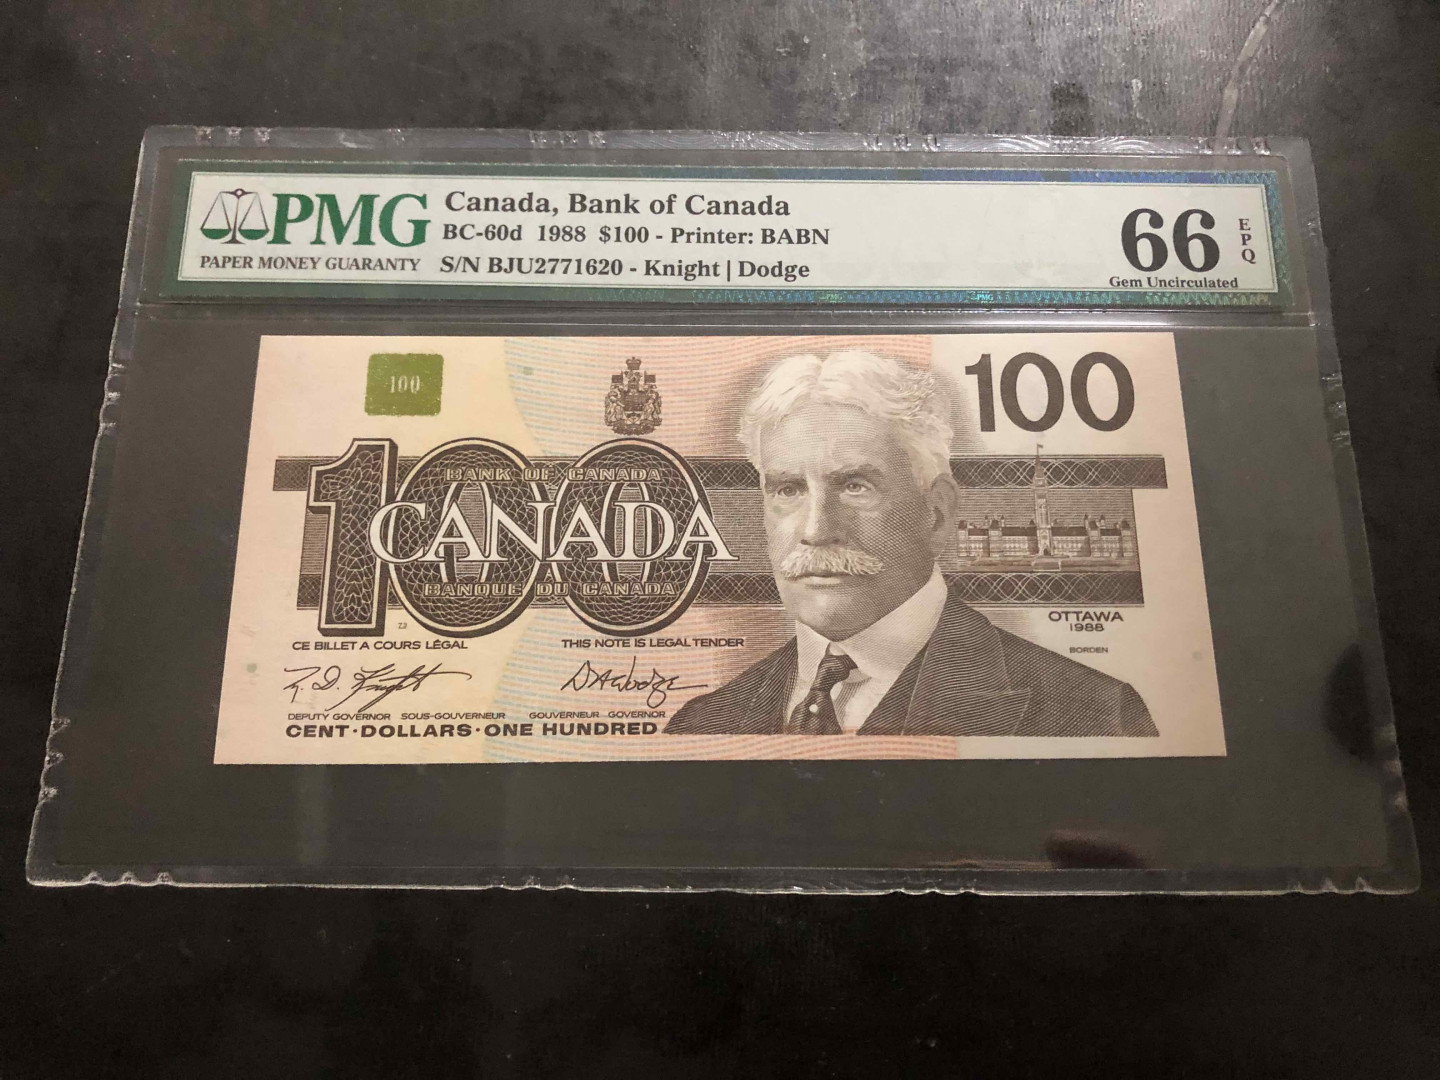 PMG
PAPER MONEY GUARANTY
Canada, Bank of Canada
BC-60d 1988 $100 - Printer: BABN
S/N BJU2771620 - Knight | Dodge
66
EPQ
Gem Uncirculated
PMG
PMG
100
100
100
BANK OF CANADA
CANADA
BANQUE DU CANADA
OTTAWA
1988
BORDEN
CE BILLET A COURS LÉGAL
THIS NOTE IS LEGAL TENDER
DEPUTY GOVERNOR SOUS-GOUVERNEUR GOUVERNEUR GOVERNOR
CENT·DOLLARS·ONE HUNDRED